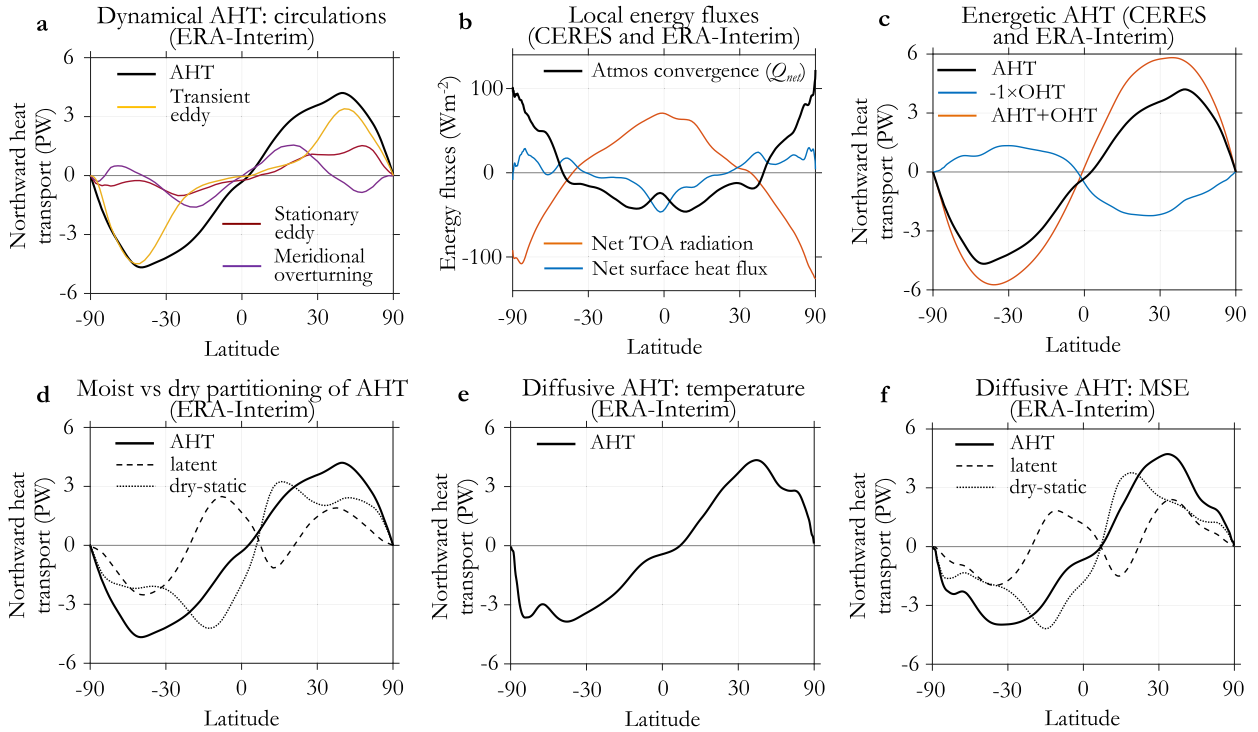 a
Dynamical AHT: circulations
(ERA-Interim)
6
3
0
-3
-6
Northward heat
transport (PW)
AHT
Transient
eddy
Stationary
eddy
Meridional
overturning
-90
-30
0
30
90
Latitude
b
Local energy fluxes
(CERES and ERA-Interim)
100
0
-100
Energy fluxes (Wm-2)
Atmos convergence (Qnet)
Net TOA radiation
Net surface heat flux
-90
-30
0
30
90
Latitude
c
Energetic AHT (CERES
and ERA-Interim)
6
3
0
-3
-6
Northward heat
transport (PW)
AHT
-1×OHT
AHT+OHT
-90
-30
0
30
90
Latitude
d
Moist vs dry partitioning of AHT
(ERA-Interim)
6
3
0
-3
-6
Northward heat
transport (PW)
AHT
latent
dry-static
-90
-30
0
30
90
Latitude
e
Diffusive AHT: temperature
(ERA-Interim)
6
3
0
-3
-6
Northward heat
transport (PW)
AHT
-90
-30
0
30
90
Latitude
f
Diffusive AHT: MSE
(ERA-Interim)
6
3
0
-3
-6
Northward heat
transport (PW)
AHT
latent
dry-static
-90
-30
0
30
90
Latitude